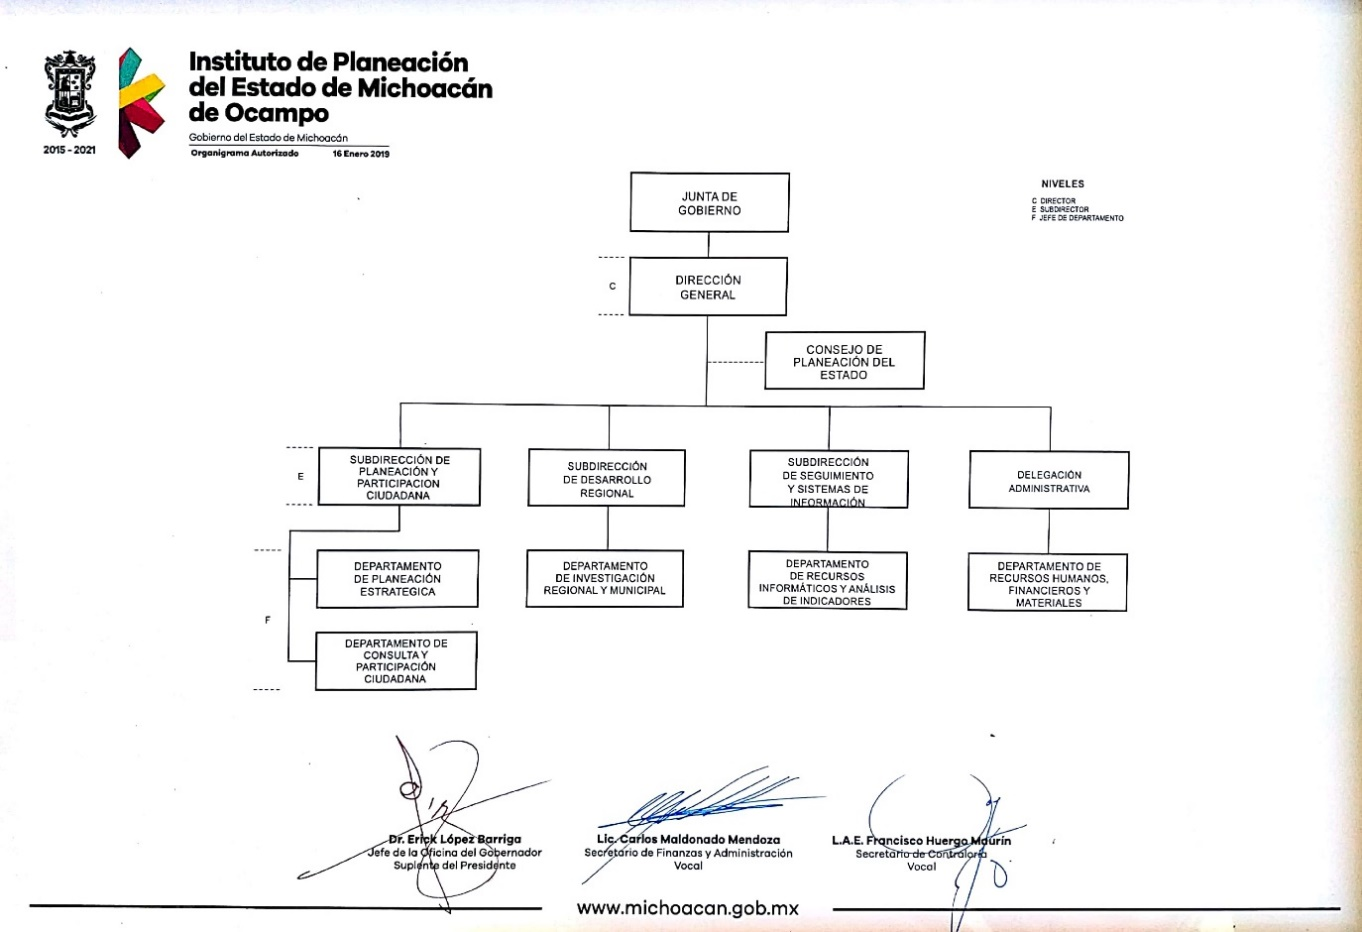 Instituto de Planeación
del Estado de Michoacán
de Ocampo
Gobierno del Estado de Michoacán
Organigrama Autorizado 16 Enero 2019
2015 - 2021
NIVELES
C DIRECTOR
E SUBDIRECTOR
F JEFE DE DEPARTAMENTO
JUNTA DE
GOBIERNO
C
DIRECCIÓN
GENERAL
CONSEJO DE
PLANEACIÓN DEL
ESTADO
E
SUBDIRECCIÓN DE
PLANEACIÓN Y
PARTICIPACION
CIUDADANA
SUBDIRECCIÓN
DE DESARROLLO
REGIONAL
SUBDIRECCIÓN
DE SEGUIMIENTO
Y SISTEMAS DE
INFORMACIÓN
DELEGACIÓN
ADMINISTRATIVA
F
DEPARTAMENTO
DE PLANEACIÓN
ESTRATEGICA
DEPARTAMENTO
DE INVESTIGACIÓN
REGIONAL Y MUNICIPAL
DEPARTAMENTO
DE RECURSOS
INFORMÁTICOS Y ANÁLISIS
DE INDICADORES
DEPARTAMENTO DE
RECURSOS HUMANOS,
FINANCIEROS Y
MATERIALES
DEPARTAMENTO DE
CONSULTA Y
PARTICIPACIÓN
CIUDADANA
Dr. Erick López Barriga
Jefe de la Oficina del Gobernador
Suplente del Presidente
Lic. Carlos Maldonado Mendoza
Secretario de Finanzas y Administración
Vocal
L.A.E. Francisco Huergo Maurín
Secretario de Contraloría
Vocal
www.michoacan.gob.mx